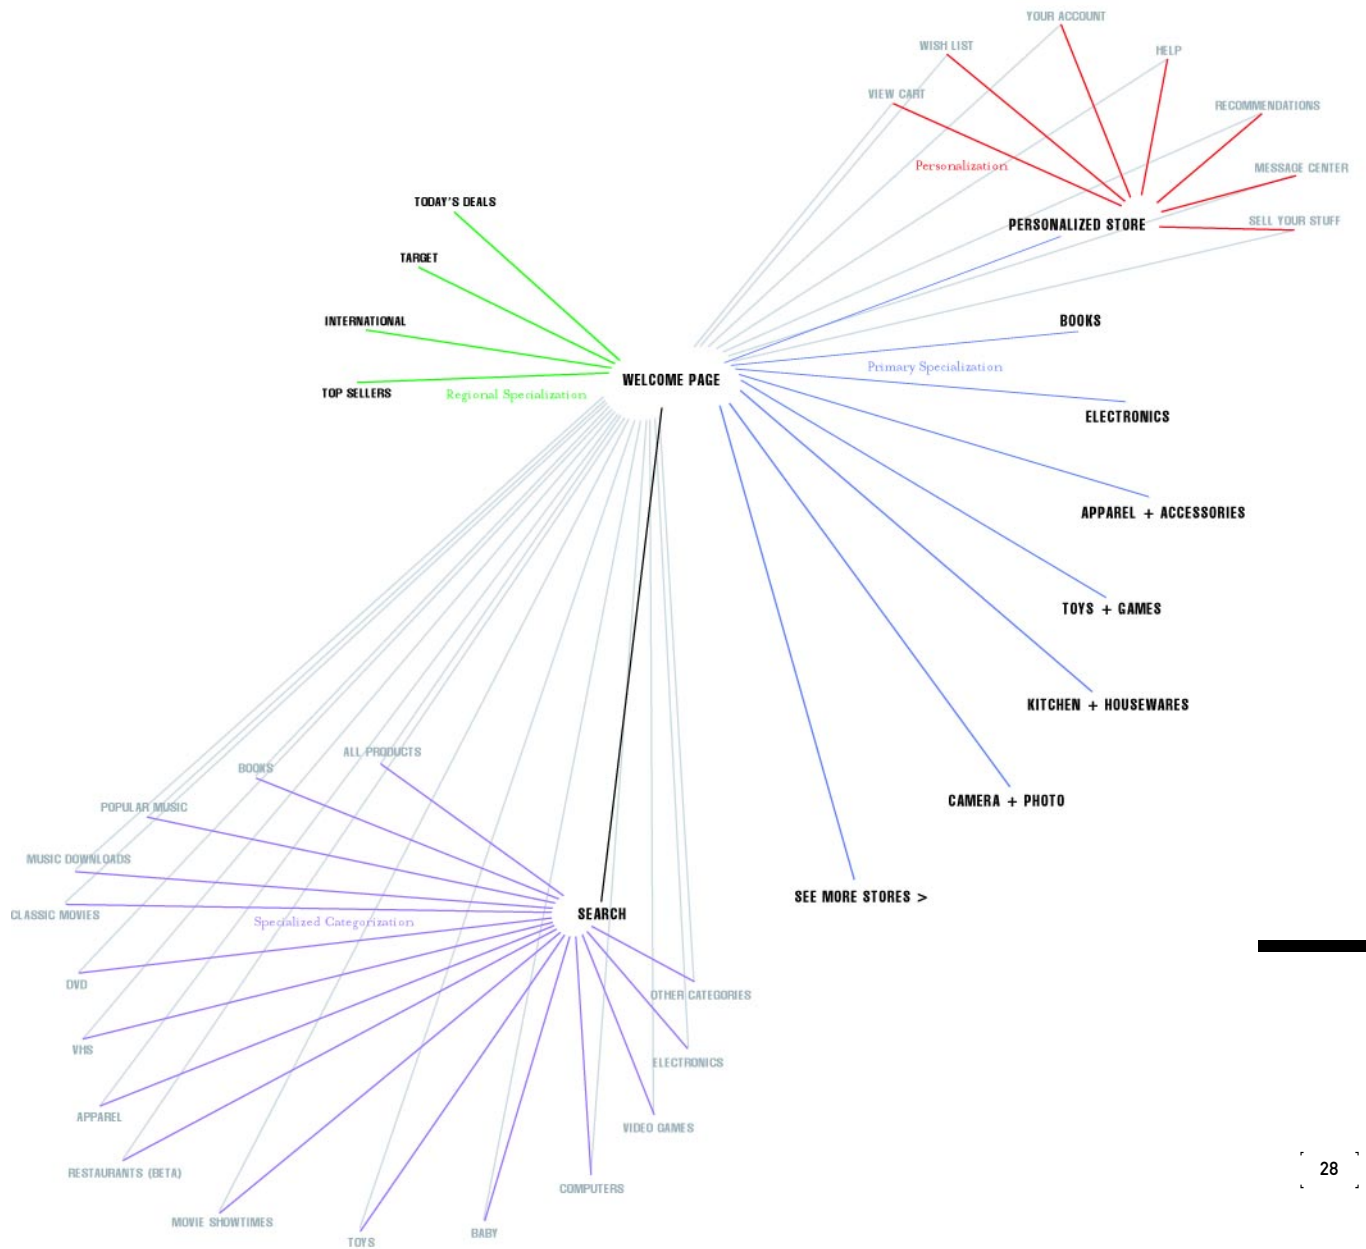 YOUR ACCOUNT
WISH LIST
HELP
VIEW CART
RECOMMENDATIONS
Personalization
MESSAGE CENTER
TODAY'S DEALS
PERSONALIZED STORE
SELL YOUR STUFF
TARGET
INTERNATIONAL
BOOKS
Primary Specialization
WELCOME PAGE
TOP SELLERS
Regional Specialization
ELECTRONICS
APPAREL + ACCESSORIES
TOYS + GAMES
KITCHEN + HOUSEWARES
ALL PRODUCTS
BOOKS
CAMERA + PHOTO
POPULAR MUSIC
MUSIC DOWNLOADS
SEE MORE STORES >
CLASSIC MOVIES
Specialized Categorization
SEARCH
DVD
OTHER CATEGORIES
VHS
ELECTRONICS
APPAREL
VIDEO GAMES
RESTAURANTS (BETA)
28
COMPUTERS
MOVIE SHOWTIMES
BABY
TOYS